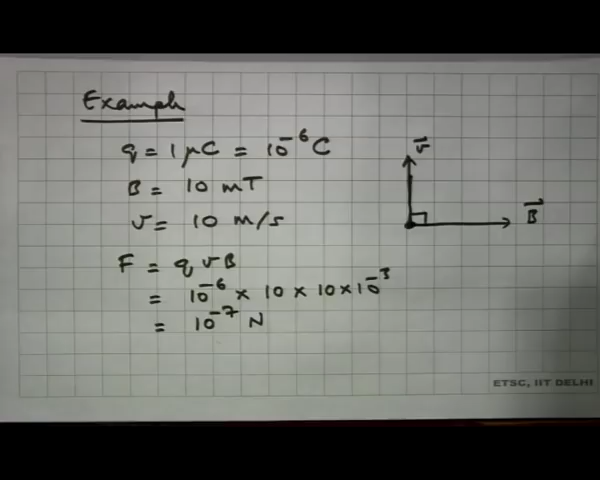 Example
q = 1 μC = 10⁻⁶ C
B = 10 mT
v = 10 m/s
F = q v B
= 10⁻⁶ × 10 × 10 × 10⁻³
= 10⁻⁷ N
v⃗
B⃗
ETSC, IIT DELHI